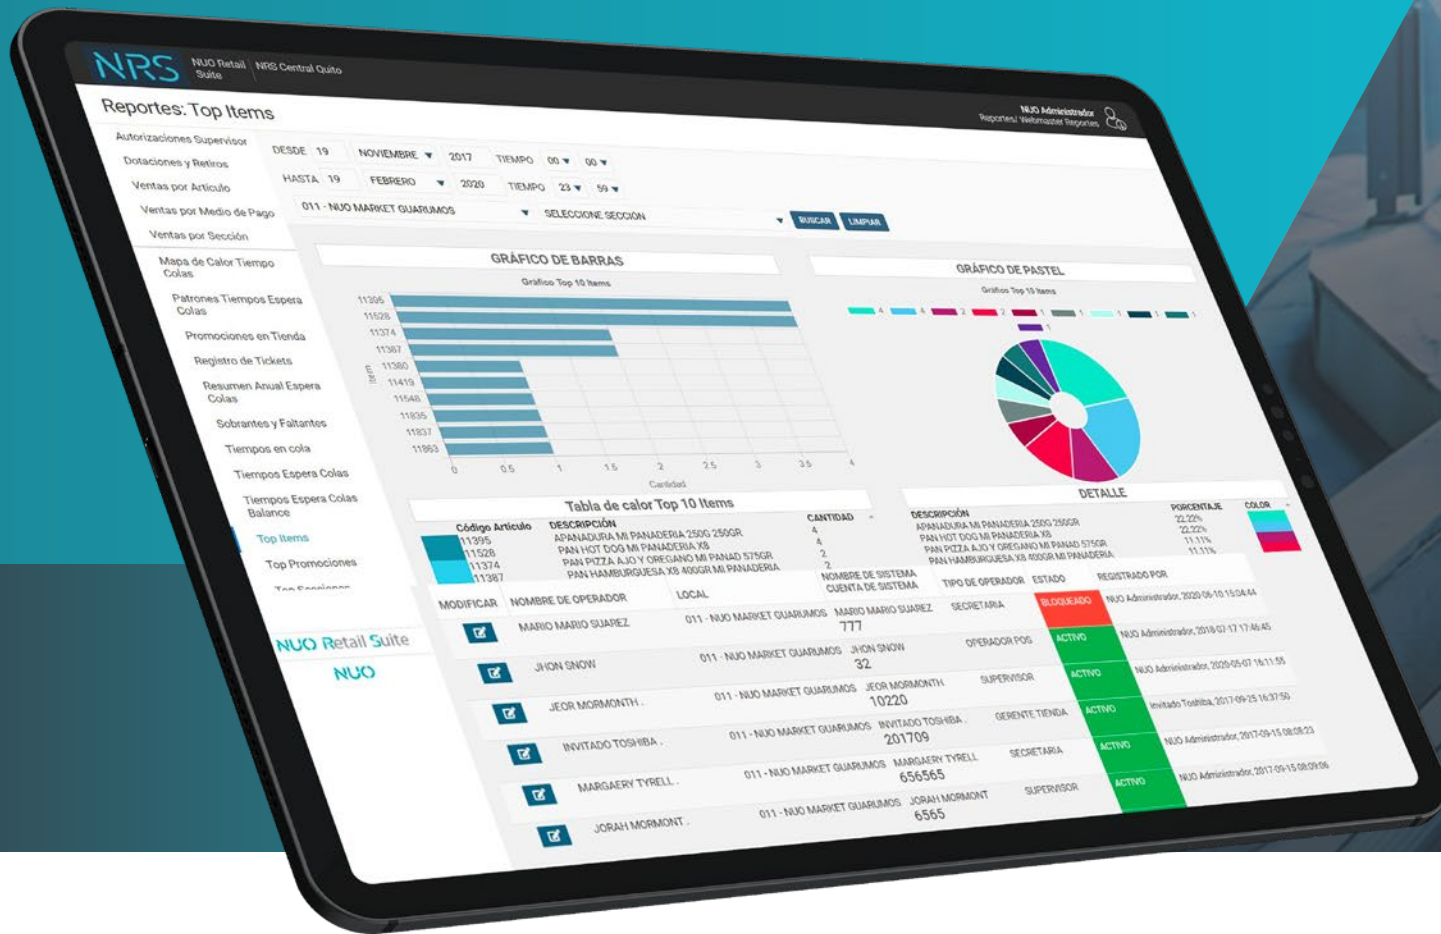 NRS NUO Retail Suite NRS Central Quito
NUO Administrador
Reportes/ Webmaster Reportes
Reportes: Top Items
Autorizaciones Supervisor
Dotaciones y Retiros
Ventas por Artículo
Ventas por Medio de Pago
Ventas por Sección
Mapa de Calor Tiempo
Colas
Patrones Tiempos Espera
Colas
Promociones en Tienda
Registro de Tickets
Resumen Anual Espera
Colas
Sobrantes y Faltantes
Tiempos en cola
Tiempos Espera Colas
Tiempos Espera Colas
Balance
Top Items
Top Promociones
Top Secciones
NUO Retail Suite
NUO
DESDE 19 NOVIEMBRE 2017 TIEMPO 00 00
HASTA 19 FEBRERO 2020 TIEMPO 23 59
011 - NUO MARKET GUARUMOS SELECCIONE SECCIÓN BUSCAR LIMPIAR
GRÁFICO DE BARRAS
Gráfico Top 10 Items
Item
11395
11528
11374
11387
11380
11419
11548
11835
11837
11863
0 0.5 1 1.5 2 2.5 3 3.5 4
Cantidad
GRÁFICO DE PASTEL
Gráfico Top 10 Items
4 4 2 2 1 1 1 1 1
1
Tabla de calor Top 10 Items
Código Artículo DESCRIPCIÓN CANTIDAD
11395 APANADURA MI PANADERIA 250G 250GR 4
11528 PAN HOT DOG MI PANADERIA X8 4
11374 PAN PIZZA AJO Y OREGANO MI PANAD 575GR 2
11387 PAN HAMBURGUESA X8 400GR MI PANADERIA 2
DETALLE
DESCRIPCIÓN PORCENTAJE COLOR
APANADURA MI PANADERIA 250G 250GR 22.22%
PAN HOT DOG MI PANADERIA X8 22.22%
PAN PIZZA AJO Y OREGANO MI PANAD 575GR 11.11%
PAN HAMBURGUESA X8 400GR MI PANADERIA 11.11%
MODIFICAR NOMBRE DE OPERADOR LOCAL NOMBRE DE SISTEMA
CUENTA DE SISTEMA TIPO DE OPERADOR ESTADO REGISTRADO POR
MARIO MARIO SUAREZ 011 - NUO MARKET GUARUMOS MARIO MARIO SUAREZ
777 SECRETARIA BLOQUEADO NUO Administrador, 2020-06-10 15:04:44
JHON SNOW 011 - NUO MARKET GUARUMOS JHON SNOW
32 OPERADOR POS ACTIVO NUO Administrador, 2018-07-17 17:46:45
JEOR MORMONTH . 011 - NUO MARKET GUARUMOS JEOR MORMONTH
10220 SUPERVISOR ACTIVO NUO Administrador, 2020-05-07 16:11:55
INVITADO TOSHIBA . 011 - NUO MARKET GUARUMOS INVITADO TOSHIBA .
201709 GERENTE TIENDA ACTIVO Invitado Toshiba, 2017-09-25 16:37:50
MARGAERY TYRELL . 011 - NUO MARKET GUARUMOS MARGAERY TYRELL
656565 SECRETARIA ACTIVO NUO Administrador, 2017-09-15 08:08:23
JORAH MORMONT . 011 - NUO MARKET GUARUMOS JORAH MORMONT
6565 SUPERVISOR ACTIVO NUO Administrador, 2017-09-15 08:09:06